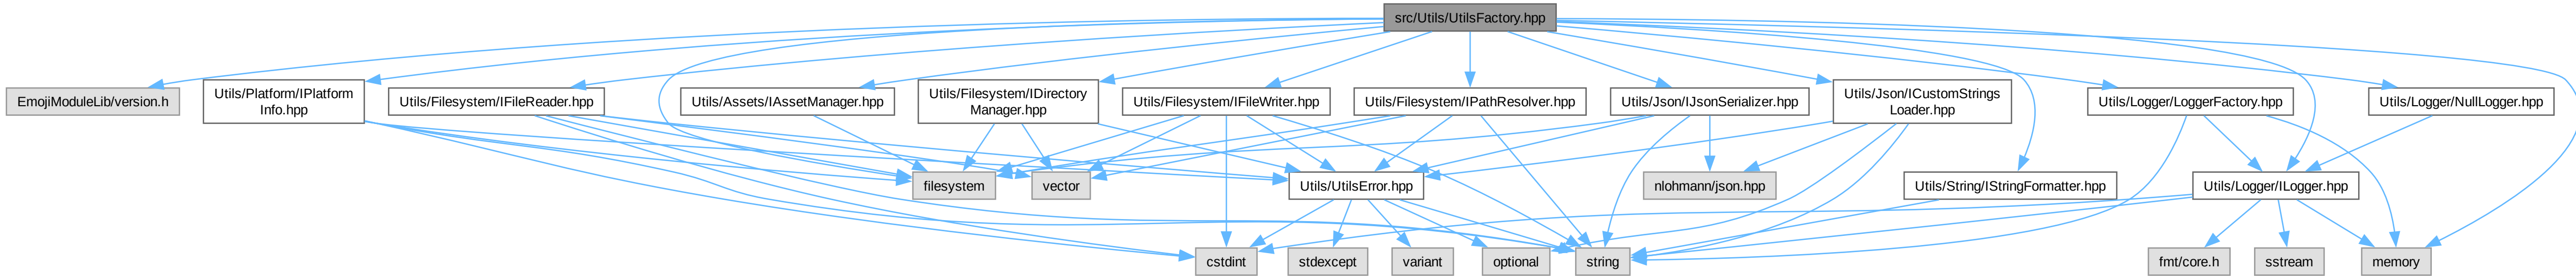 src/Utils/UtilsFactory.hpp
EmojiModuleLib/version.h
Utils/Platform/IPlatform
Info.hpp
Utils/Filesystem/IFileReader.hpp
Utils/Assets/IAssetManager.hpp
Utils/Filesystem/IDirectory
Manager.hpp
Utils/Filesystem/IFileWriter.hpp
Utils/Filesystem/IPathResolver.hpp
Utils/Json/IJsonSerializer.hpp
Utils/Json/ICustomStrings
Loader.hpp
Utils/Logger/LoggerFactory.hpp
Utils/Logger/NullLogger.hpp
filesystem
vector
Utils/UtilsError.hpp
nlohmann/json.hpp
Utils/String/IStringFormatter.hpp
Utils/Logger/ILogger.hpp
cstdint
stdexcept
variant
optional
string
fmt/core.h
sstream
memory